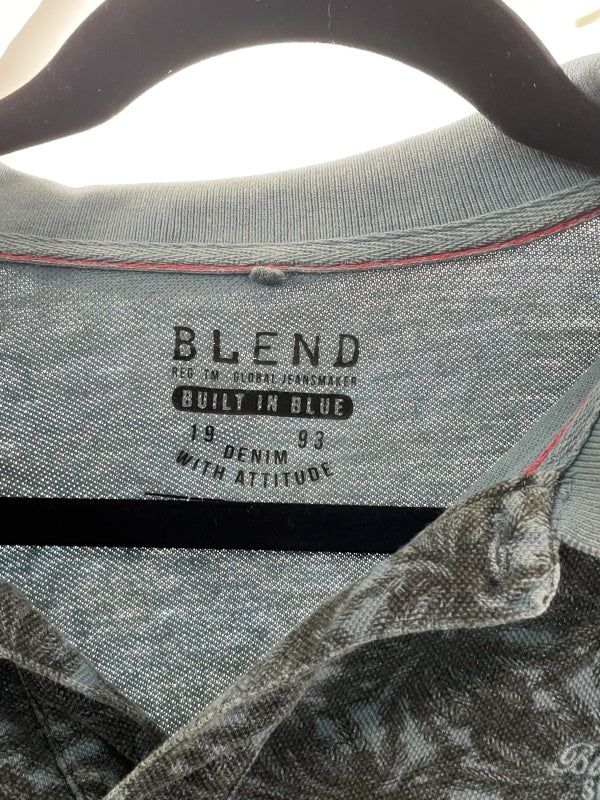 BLEND
REG TM GLOBAL JEANSMAKER
BUILT IN BLUE
19 93
DENIM
WITH ATTITUDE